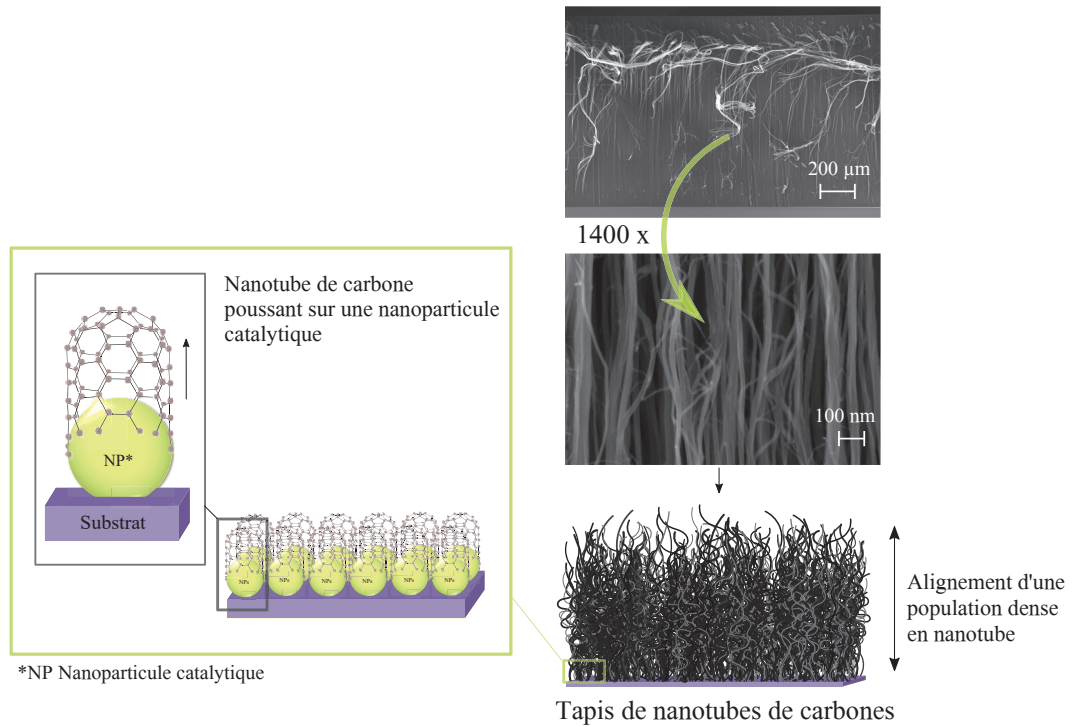 200 µm
1400 x
100 nm
Nanotube de carbone
poussant sur une nanoparticule
catalytique
NP*
Substrat
NPs
NPs
NPs
NPs
NPs
NPs
*NP Nanoparticule catalytique
Alignement d'une
population dense
en nanotube
Tapis de nanotubes de carbones